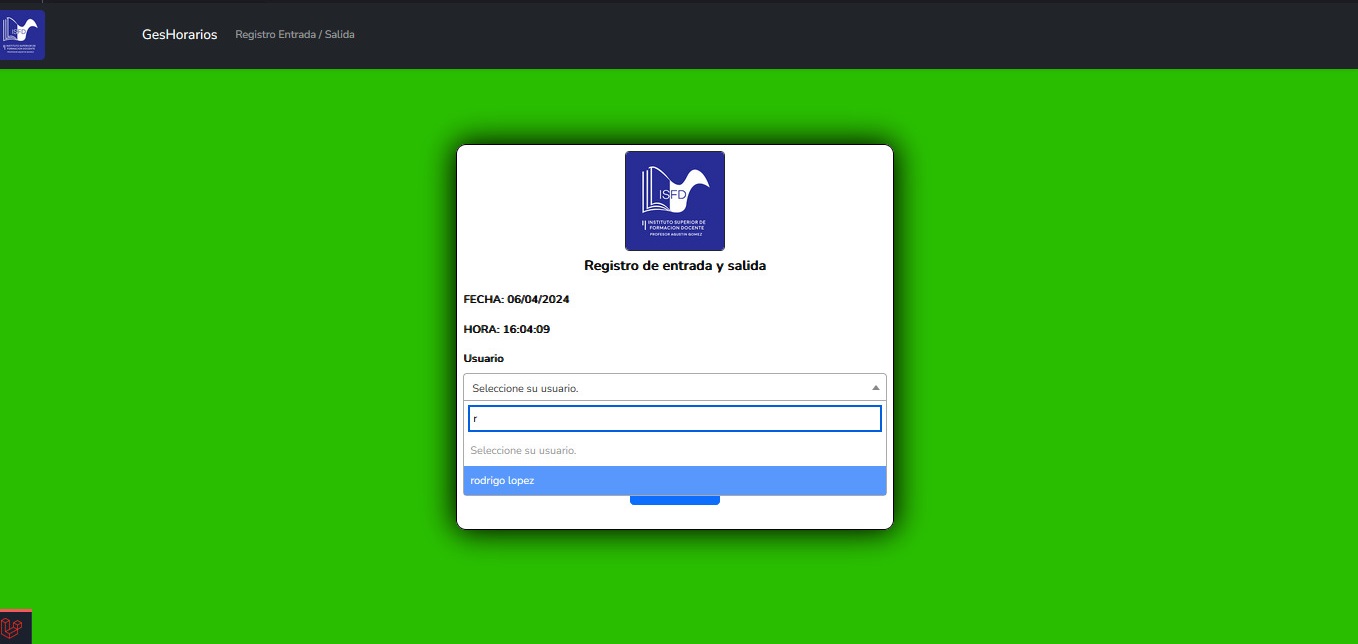 ISFD
GesHorarios Registro Entrada / Salida
ISFD
INSTITUTO SUPERIOR DE
FORMACION DOCENTE
PROFESOR AGUSTIN GOMEZ
Registro de entrada y salida
FECHA: 06/04/2024
HORA: 16:04:09
Usuario
Seleccione su usuario.
r
Seleccione su usuario.
rodrigo lopez